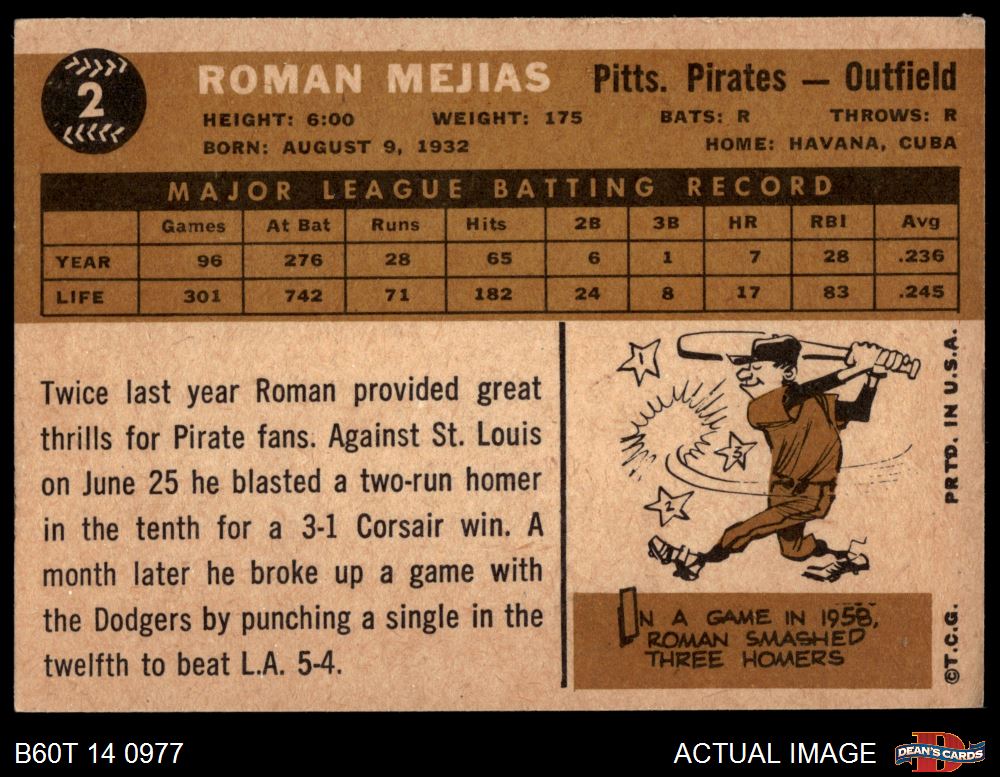 2
ROMAN MEJIAS Pitts. Pirates — Outfield
HEIGHT: 6:00 WEIGHT: 175 BATS: R THROWS: R
BORN: AUGUST 9, 1932 HOME: HAVANA, CUBA
MAJOR LEAGUE BATTING RECORD
Games At Bat Runs Hits 2B 3B HR RBI Avg
YEAR 96 276 28 65 6 1 7 28 .236
LIFE 301 742 71 182 24 8 17 83 .245
Twice last year Roman provided great
thrills for Pirate fans. Against St. Louis
on June 25 he blasted a two-run homer
in the tenth for a 3-1 Corsair win. A
month later he broke up a game with
the Dodgers by punching a single in the
twelfth to beat L.A. 5-4.
1
3
2
IN A GAME IN 1958,
ROMAN SMASHED
THREE HOMERS
PRTD. IN U.S.A.
©T.C.G.
B60T 14 0977 ACTUAL IMAGE
D
DEAN'S CARDS